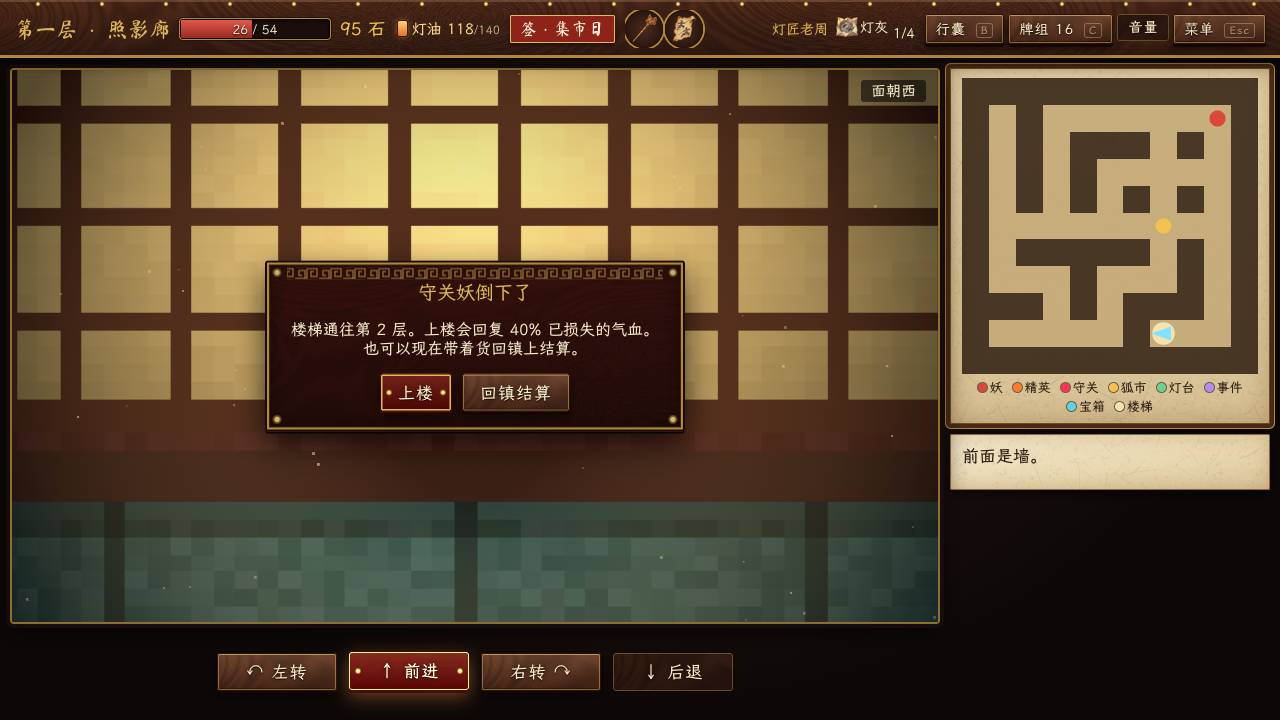 第一层 · 照影廊
26 / 54
95 石
灯油 118/140
签 · 集市日
灯匠老周
灯灰 1/4
行囊 B
牌组 16 C
音量
菜单 Esc
面朝西
守关妖倒下了
楼梯通往第 2 层。上楼会回复 40% 已损失的气血。
也可以现在带着货回镇上结算。
上楼
回镇结算
妖 精英 守关 狐市 灯台 事件
宝箱 楼梯
前面是墙。
↶ 左转
↑ 前进
右转 ↷
↓ 后退